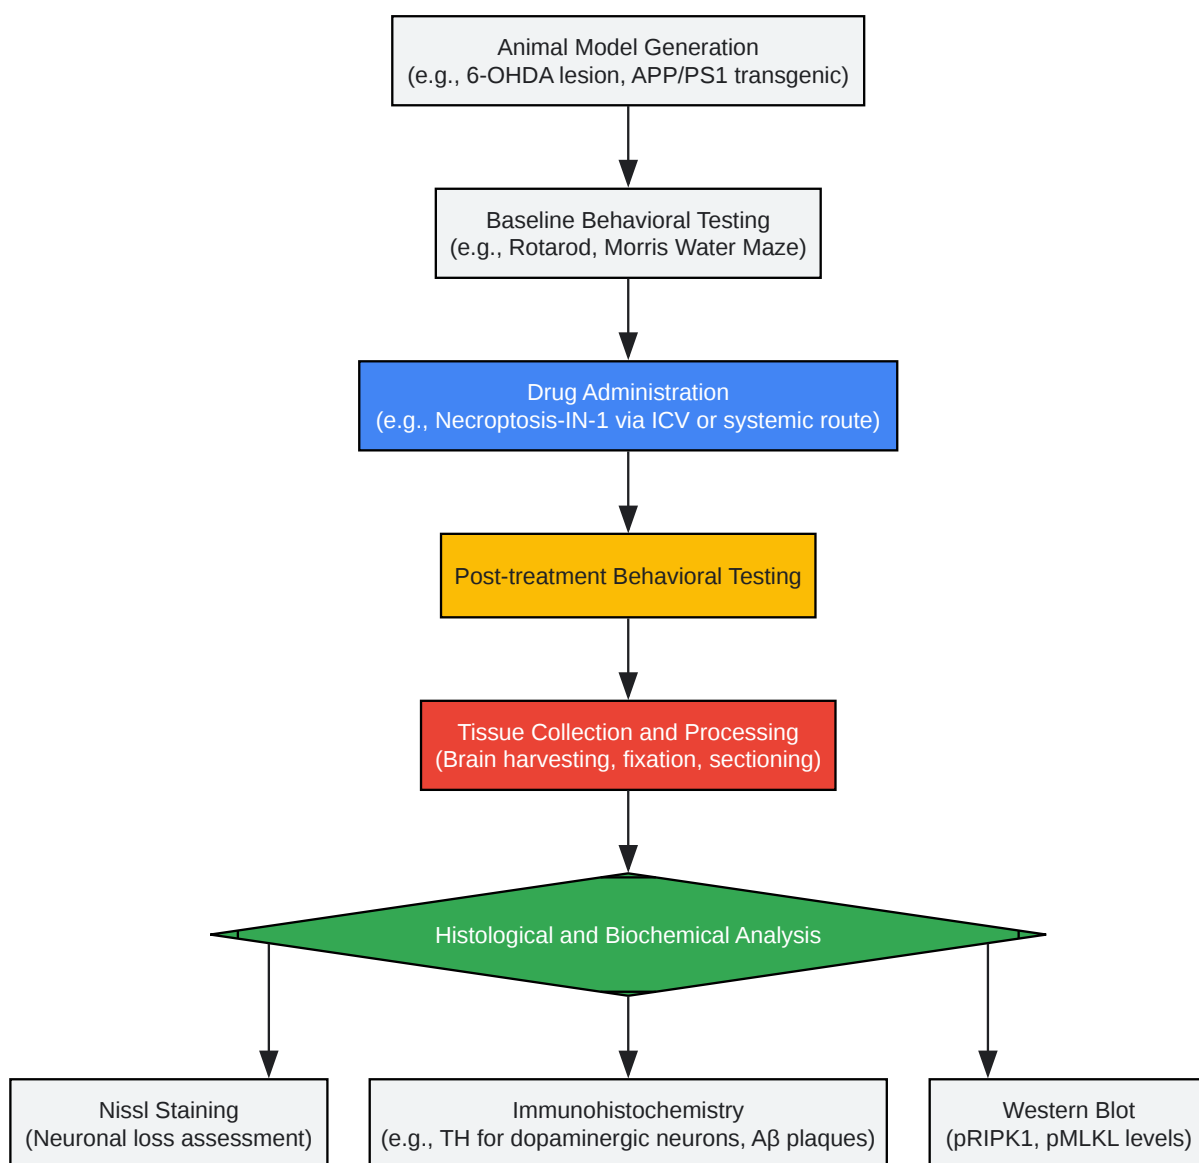 Animal Model Generation
(e.g., 6-OHDA lesion, APP/PS1 transgenic)
Baseline Behavioral Testing
(e.g., Rotarod, Morris Water Maze)
Drug Administration
(e.g., Necroptosis-IN-1 via ICV or systemic route)
Post-treatment Behavioral Testing
Tissue Collection and Processing
(Brain harvesting, fixation, sectioning)
Histological and Biochemical Analysis
Nissl Staining
(Neuronal loss assessment)
Immunohistochemistry
(e.g., TH for dopaminergic neurons, Aβ plaques)
Western Blot
(pRIPK1, pMLKL levels)